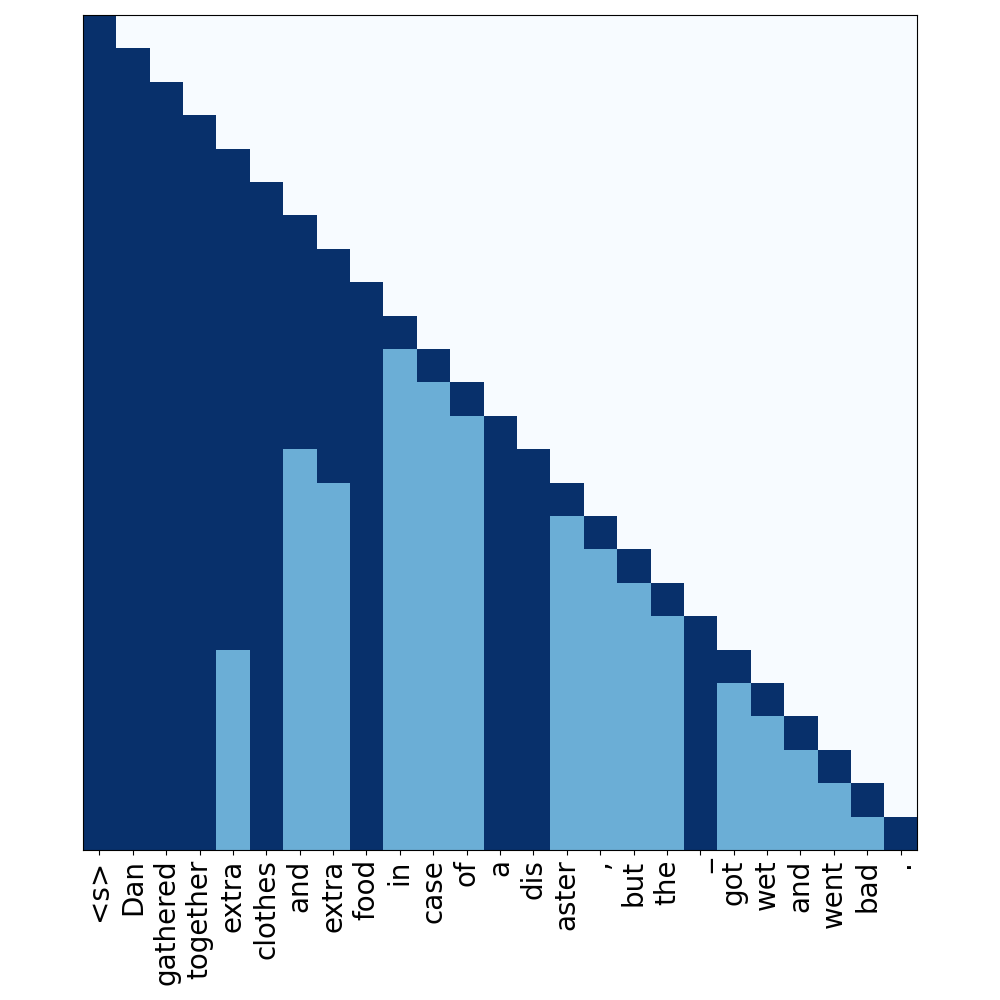 <s> Dan gathered together extra clothes and extra food in case of a dis aster , but the _ got wet and went bad .